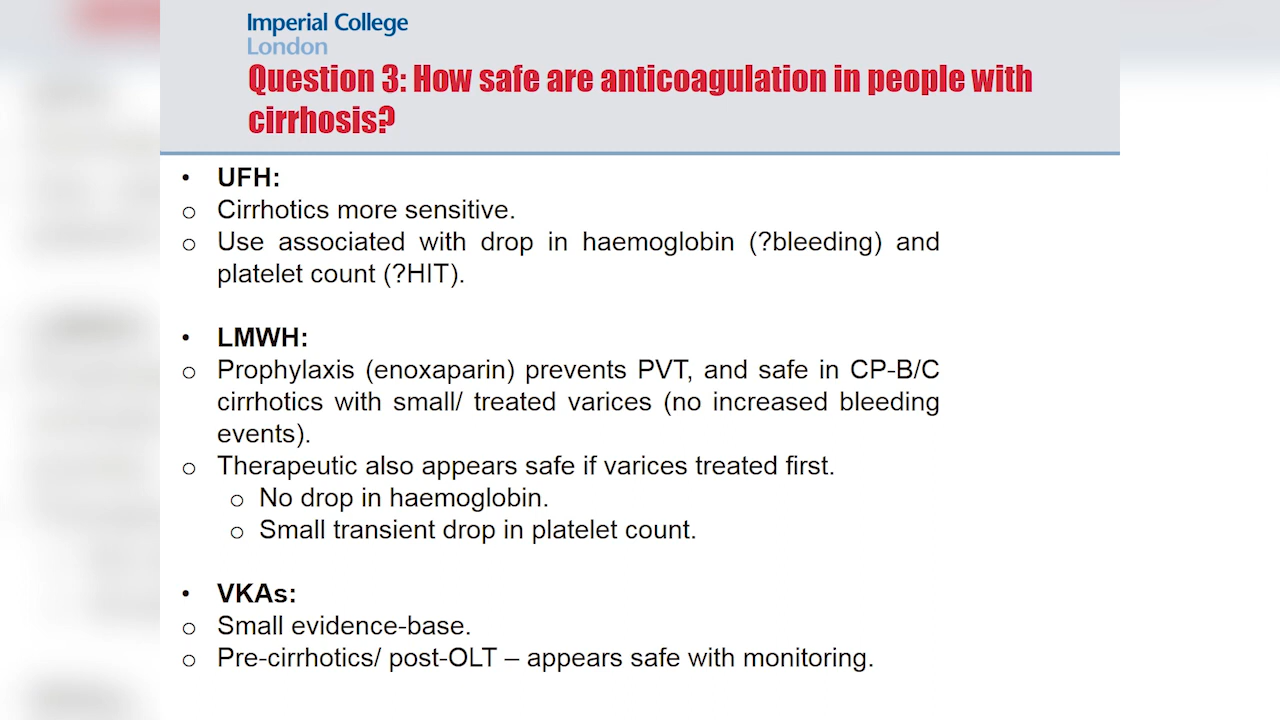 Imperial College
London
Question 3: How safe are anticoagulation in people with
cirrhosis?
• UFH:
o Cirrhotics more sensitive.
o Use associated with drop in haemoglobin (?bleeding) and
platelet count (?HIT).
• LMWH:
o Prophylaxis (enoxaparin) prevents PVT, and safe in CP-B/C
cirrhotics with small/ treated varices (no increased bleeding
events).
o Therapeutic also appears safe if varices treated first.
o No drop in haemoglobin.
o Small transient drop in platelet count.
• VKAs:
o Small evidence-base.
o Pre-cirrhotics/ post-OLT – appears safe with monitoring.